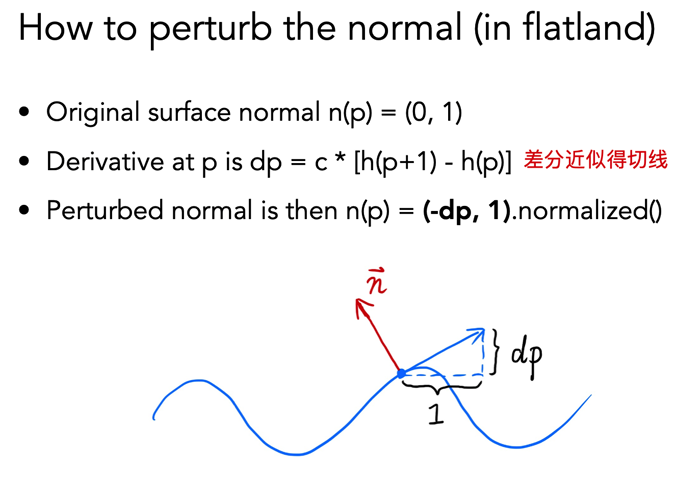 How to perturb the normal (in flatland)
• Original surface normal n(p) = (0, 1)
• Derivative at p is dp = c * [h(p+1) - h(p)] 差分近似得切线
• Perturbed normal is then n(p) = (-dp, 1).normalized()
n⃗
dp
1